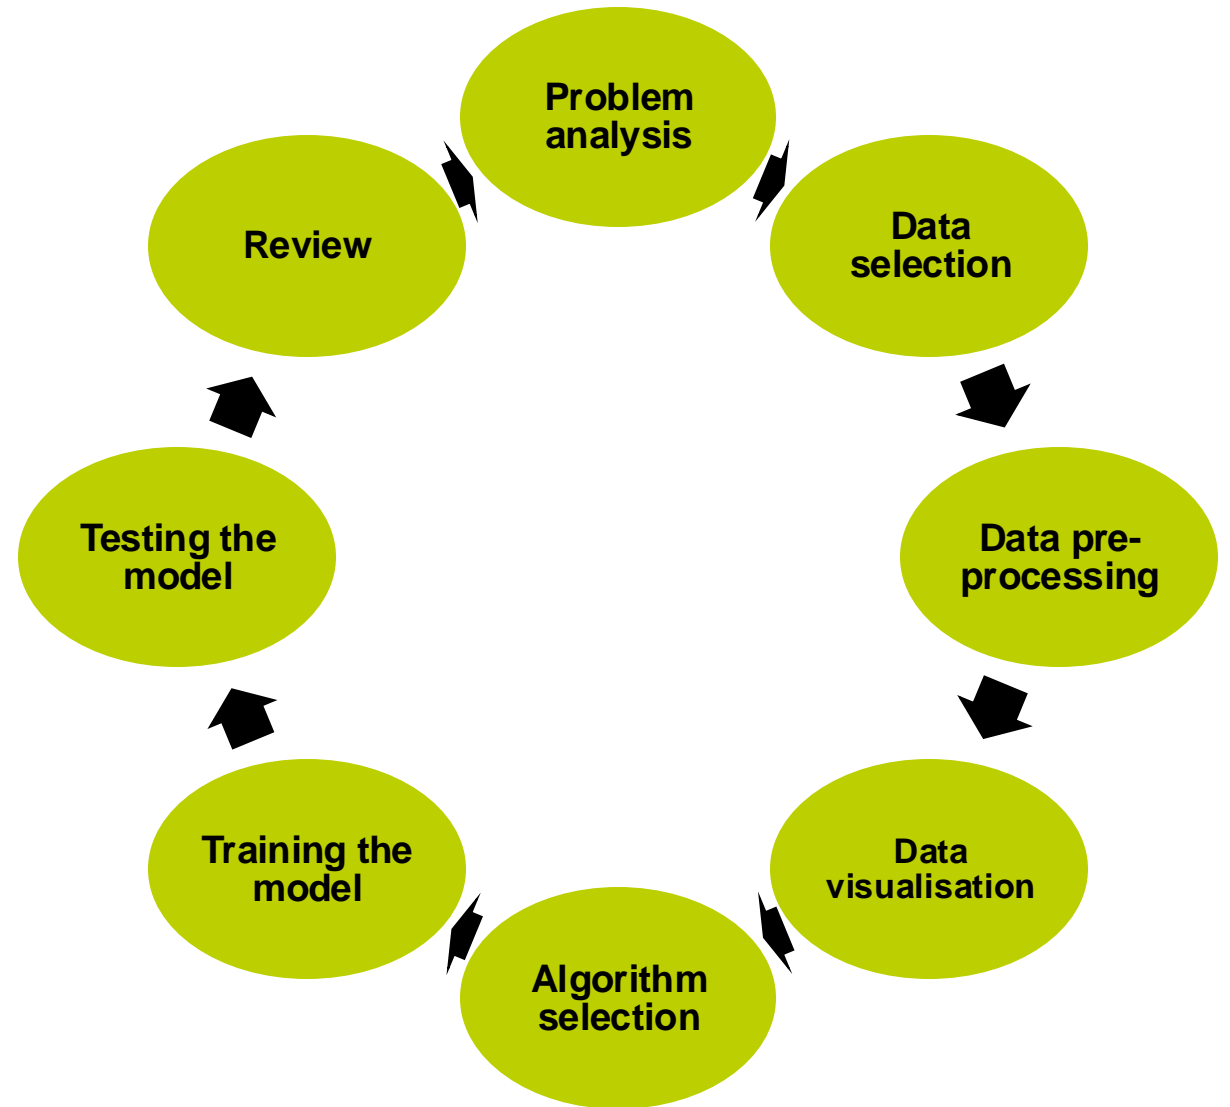 Problem
analysis
Data
selection
Data pre-
processing
Data
visualisation
Algorithm
selection
Training the
model
Testing the
model
Review